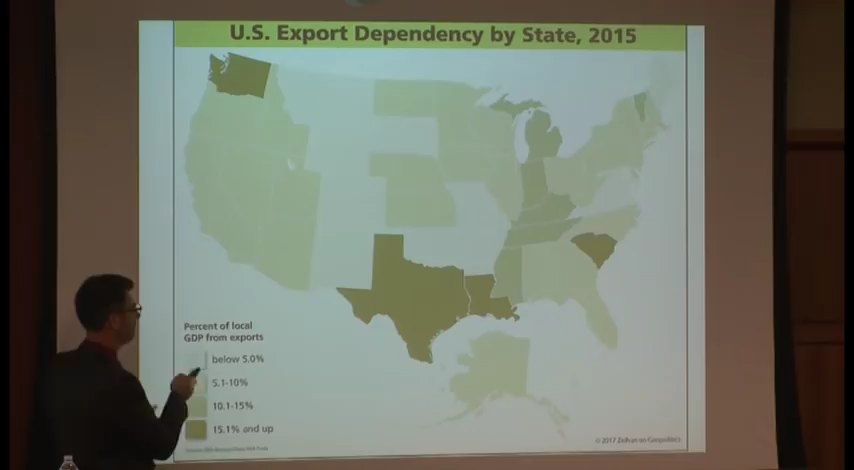 U.S. Export Dependency by State, 2015
Percent of local
GDP from exports
below 5.0%
5.1-10%
10.1-15%
15.1% and up
© 2017 Zeihan on Geopolitics